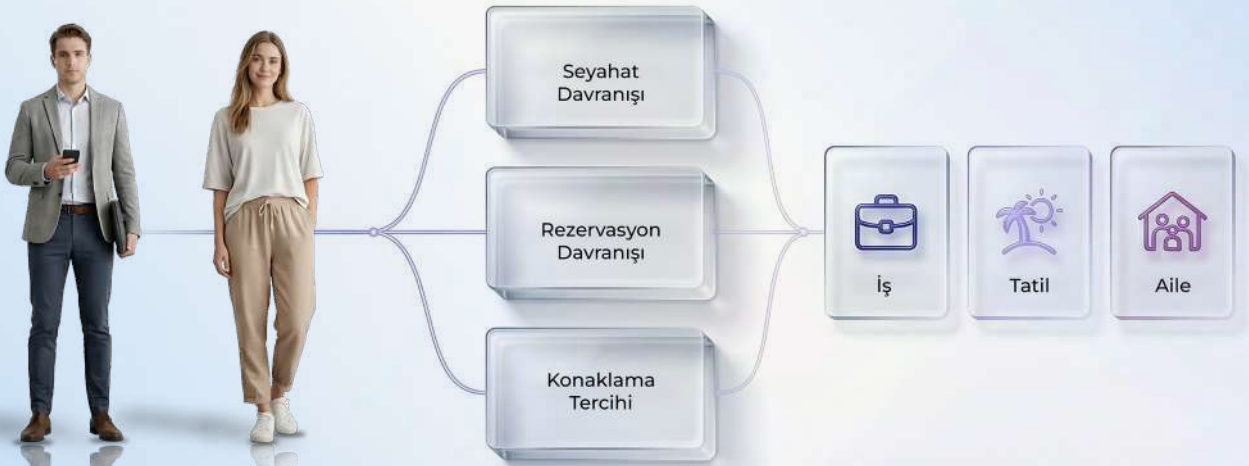 Seyahat
Davranışı
Rezervasyon
Davranışı
Konaklama
Tercihi
İş
Tatil
Aile